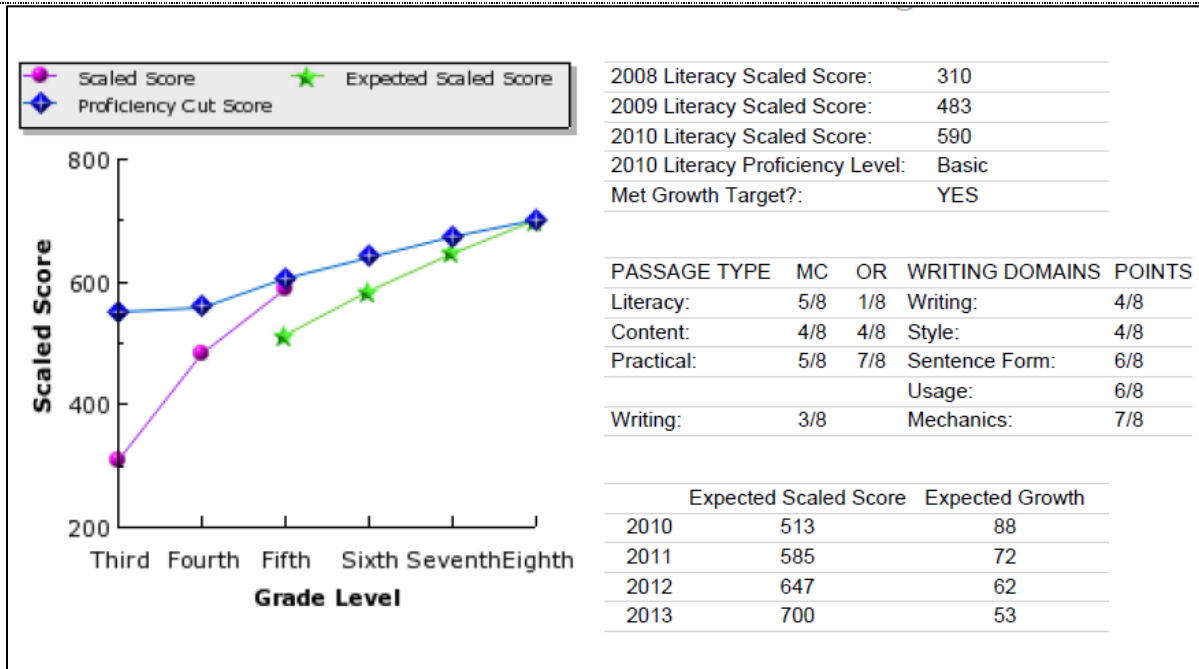 Scaled Score Expected Scaled Score
Proficiency Cut Score
800
600
400
200
Scaled Score
Third Fourth Fifth Sixth Seventh Eighth
Grade Level
2008 Literacy Scaled Score: 310
2009 Literacy Scaled Score: 483
2010 Literacy Scaled Score: 590
2010 Literacy Proficiency Level: Basic
Met Growth Target?: YES
PASSAGE TYPE MC OR WRITING DOMAINS POINTS
Literacy: 5/8 1/8 Writing: 4/8
Content: 4/8 4/8 Style: 4/8
Practical: 5/8 7/8 Sentence Form: 6/8
Usage: 6/8
Writing: 3/8 Mechanics: 7/8
Expected Scaled Score Expected Growth
2010 513 88
2011 585 72
2012 647 62
2013 700 53